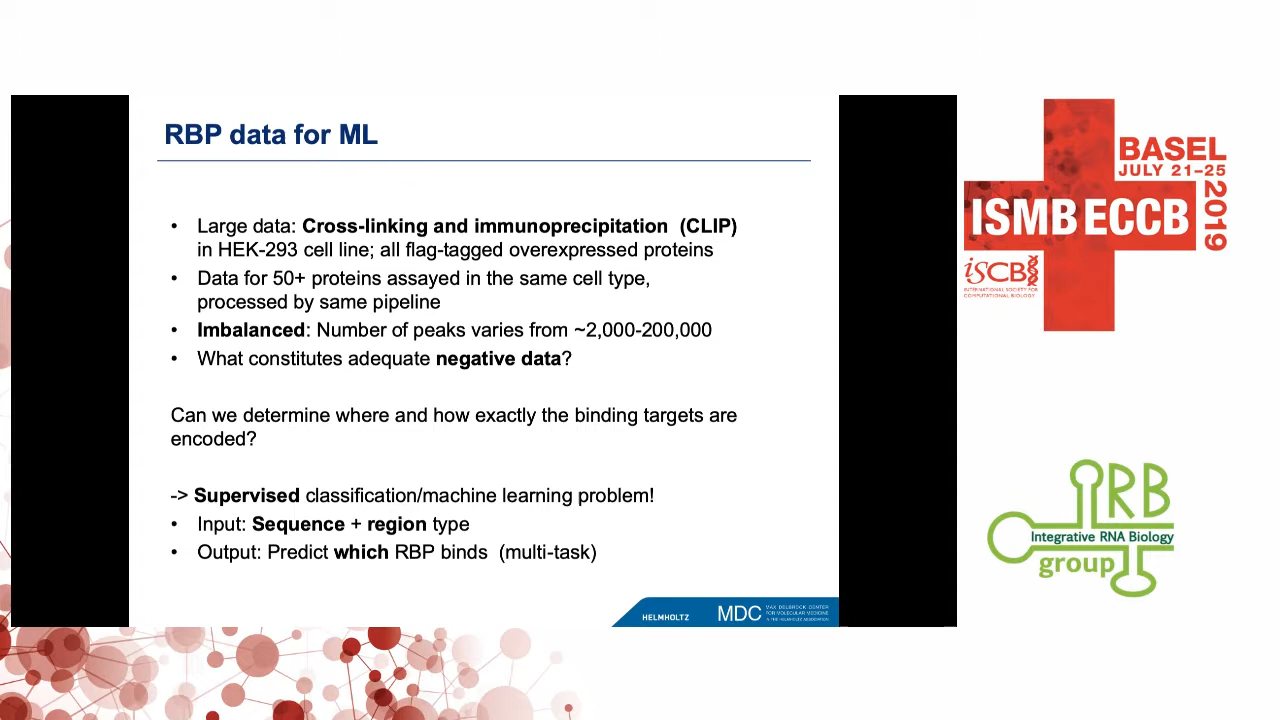 RBP data for ML
• Large data: Cross-linking and immunoprecipitation (CLIP)
in HEK-293 cell line; all flag-tagged overexpressed proteins
• Data for 50+ proteins assayed in the same cell type,
processed by same pipeline
• Imbalanced: Number of peaks varies from ~2,000-200,000
• What constitutes adequate negative data?
Can we determine where and how exactly the binding targets are
encoded?
-> Supervised classification/machine learning problem!
• Input: Sequence + region type
• Output: Predict which RBP binds (multi-task)
HELMHOLTZ
MDC
MAX DELBRÜCK CENTER
FOR MOLECULAR MEDICINE
IN THE HELMHOLTZ ASSOCIATION
BASEL
JULY 21–25
2019
ISMB ECCB
ISCB
INTERNATIONAL SOCIETY FOR
COMPUTATIONAL BIOLOGY
IRB
Integrative RNA Biology
group